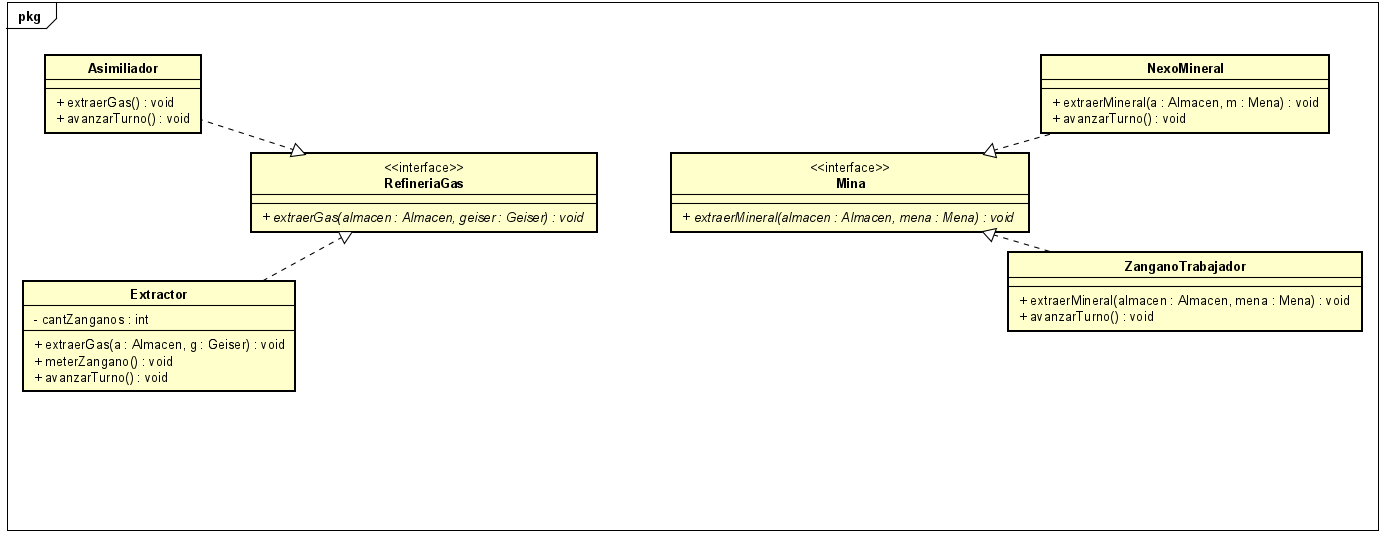 pkg
Asimiliador
+ extraerGas() : void
+ avanzarTurno() : void
<<interface>>
RefineriaGas
+ extraerGas(almacen : Almacen, geiser : Geiser) : void
Extractor
- cantZanganos : int
+ extraerGas(a : Almacen, g : Geiser) : void
+ meterZangano() : void
+ avanzarTurno() : void
NexoMineral
+ extraerMineral(a : Almacen, m : Mena) : void
+ avanzarTurno() : void
<<interface>>
Mina
+ extraerMineral(almacen : Almacen, mena : Mena) : void
ZanganoTrabajador
+ extraerMineral(almacen : Almacen, mena : Mena) : void
+ avanzarTurno() : void